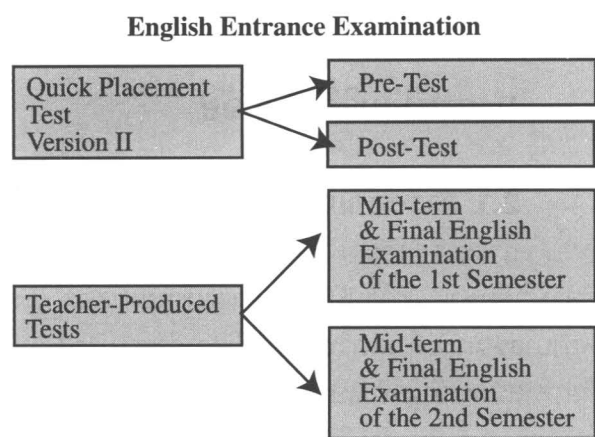 English Entrance Examination
Quick Placement
Test
Version II
Pre-Test
Post-Test
Teacher-Produced
Tests
Mid-term
& Final English
Examination
of the 1st Semester
Mid-term
& Final English
Examination
of the 2nd Semester